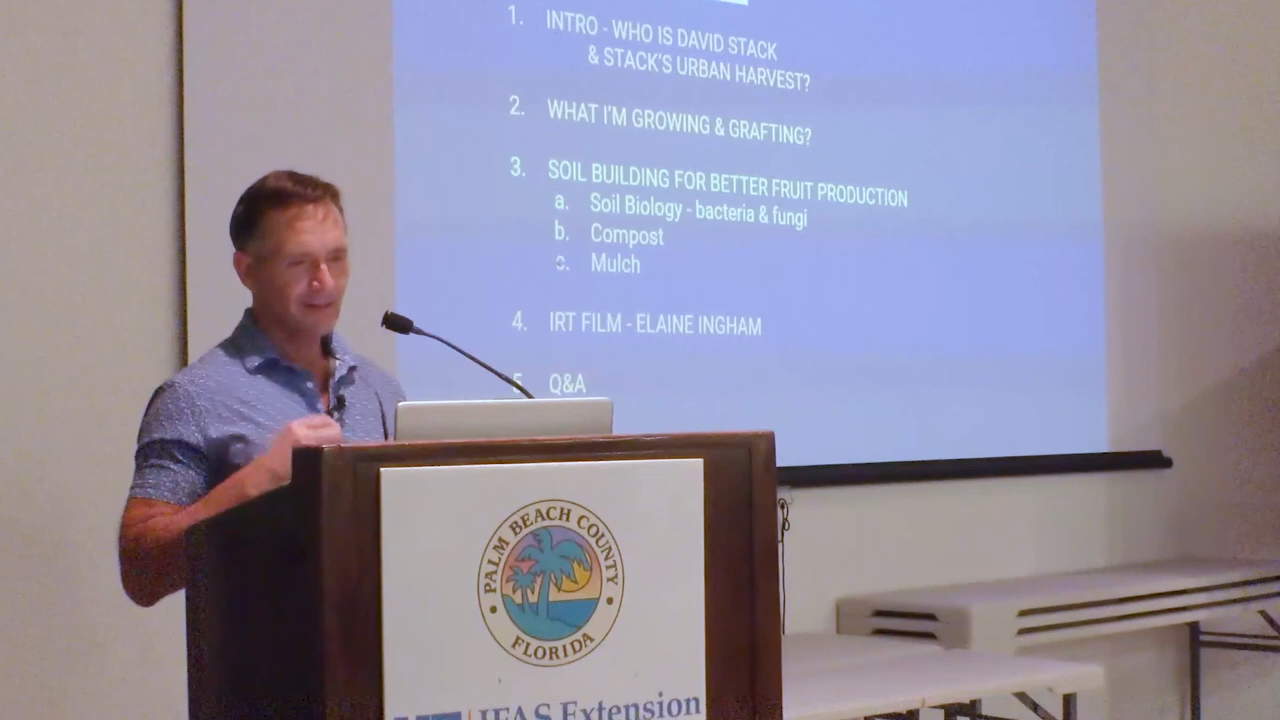 1. INTRO - WHO IS DAVID STACK
& STACK'S URBAN HARVEST?
2. WHAT I'M GROWING & GRAFTING?
3. SOIL BUILDING FOR BETTER FRUIT PRODUCTION
a. Soil Biology - bacteria & fungi
b. Compost
c. Mulch
4. IRT FILM - ELAINE INGHAM
5 Q&A
PALM BEACH COUNTY
FLORIDA
IFAS Extension